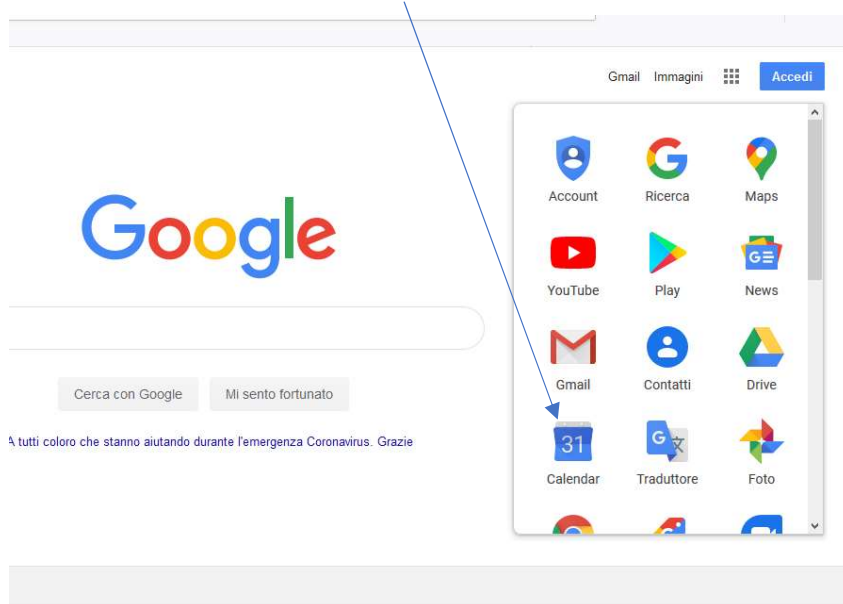 Gmail Immagini Accedi
Google
Account Ricerca Maps
G
YouTube Play News
Gmail Contatti Drive
Cerca con Google Mi sento fortunato
A tutti coloro che stanno aiutando durante l'emergenza Coronavirus. Grazie
31 G 文
Calendar Traduttore Foto